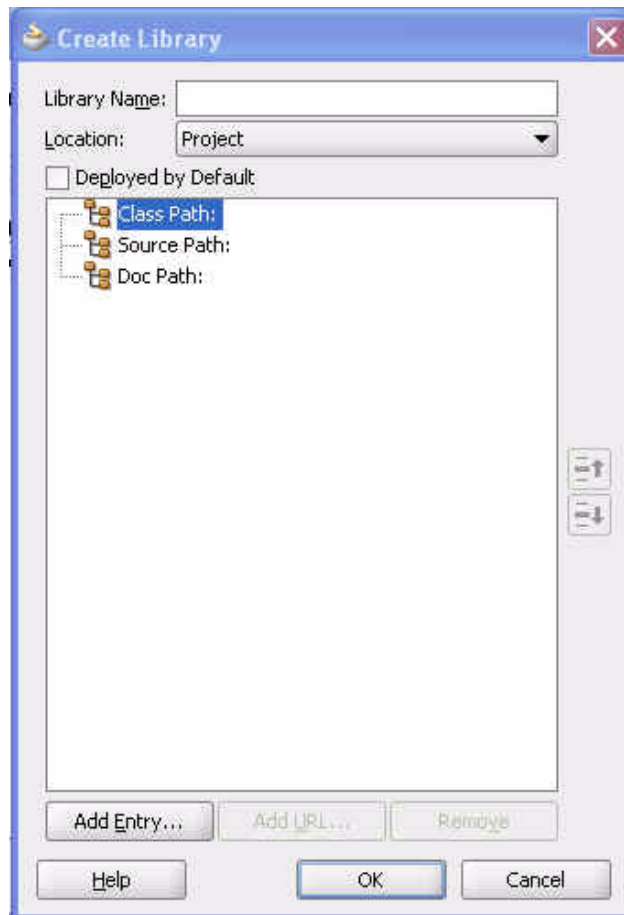 Create Library
Library Name:
Location: Project
Deployed by Default
Class Path:
Source Path:
Doc Path:
Add Entry... Add URL... Remove
Help OK Cancel